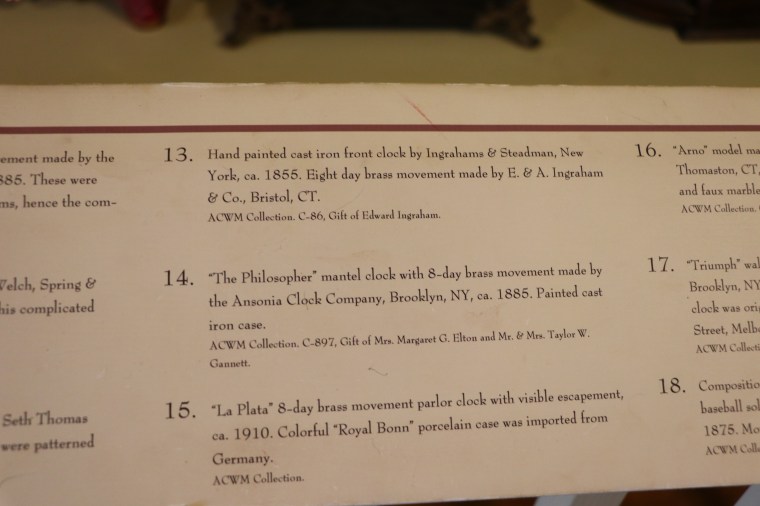 ement made by the
885. These were
ms, hence the com-
Welch, Spring &
his complicated
Seth Thomas
were patterned
13. Hand painted cast iron front clock by Ingrahams & Steadman, New
York, ca. 1855. Eight day brass movement made by E. & A. Ingraham
& Co., Bristol, CT.
ACWM Collection. C-86, Gift of Edward Ingraham.
14. "The Philosopher" mantel clock with 8-day brass movement made by
the Ansonia Clock Company, Brooklyn, NY, ca. 1885. Painted cast
iron case.
ACWM Collection. C-897, Gift of Mrs. Margaret G. Elton and Mr. & Mrs. Taylor W.
Gannett.
15. "La Plata" 8-day brass movement parlor clock with visible escapement,
ca. 1910. Colorful "Royal Bonn" porcelain case was imported from
Germany.
ACWM Collection.
16. "Arno" model ma
Thomaston, CT,
and faux marble
ACWM Collection.
17. "Triumph" wal
Brooklyn, NY
clock was ori
Street, Melb
ACWM Collecti
18. Compositio
baseball sol
1875. Mo
ACWM Coll